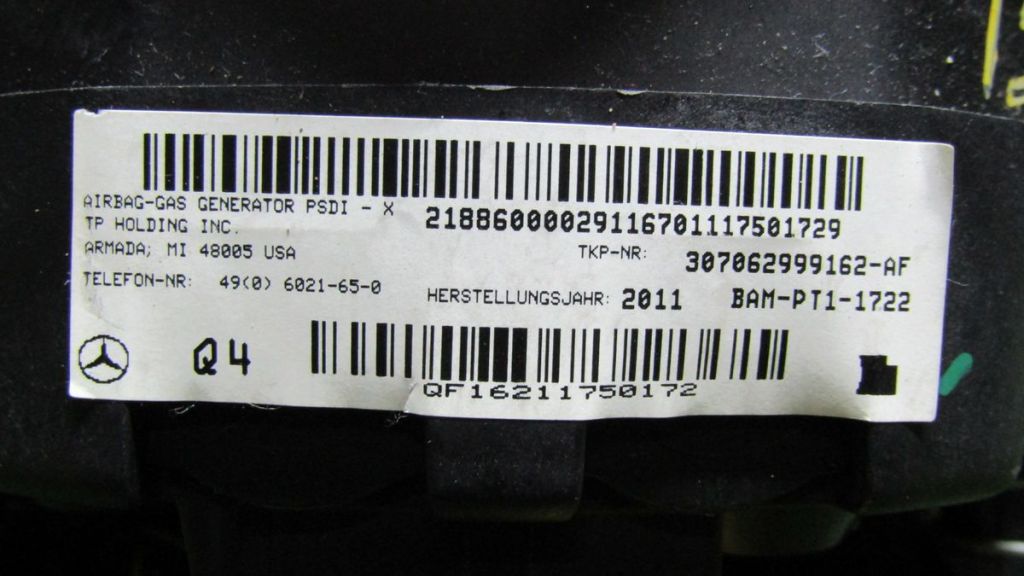 AIRBAG-GAS GENERATOR PSDI - X
TP HOLDING INC.
ARMADA; MI 48005 USA
TELEFON-NR: 49(0) 6021-65-0
21886000029116701117501729
TKP-NR: 307062999162-AF
HERSTELLUNGSJAHR: 2011 BAM-PT1-1722
Q4
QF16211750172